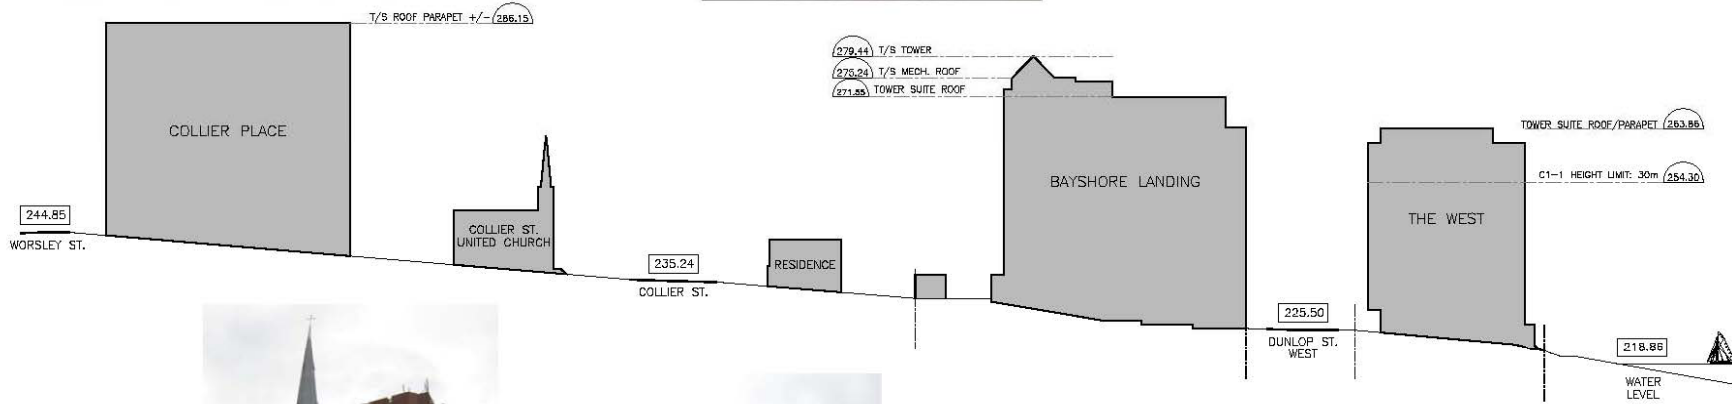 T/S ROOF PARAPET +/- 286.15
279.44 T/S TOWER
275.24 T/S MECH. ROOF
271.85 TOWER SUITE ROOF
COLLIER PLACE
TOWER SUITE ROOF/PARAPET 263.86
C1-1 HEIGHT LIMIT: 30m 254.30
BAYSHORE LANDING
THE WEST
244.85
WORSLEY ST.
COLLIER ST.
UNITED CHURCH
RESIDENCE
235.24
COLLIER ST.
225.50
DUNLOP ST.
WEST
218.86
WATER
LEVEL